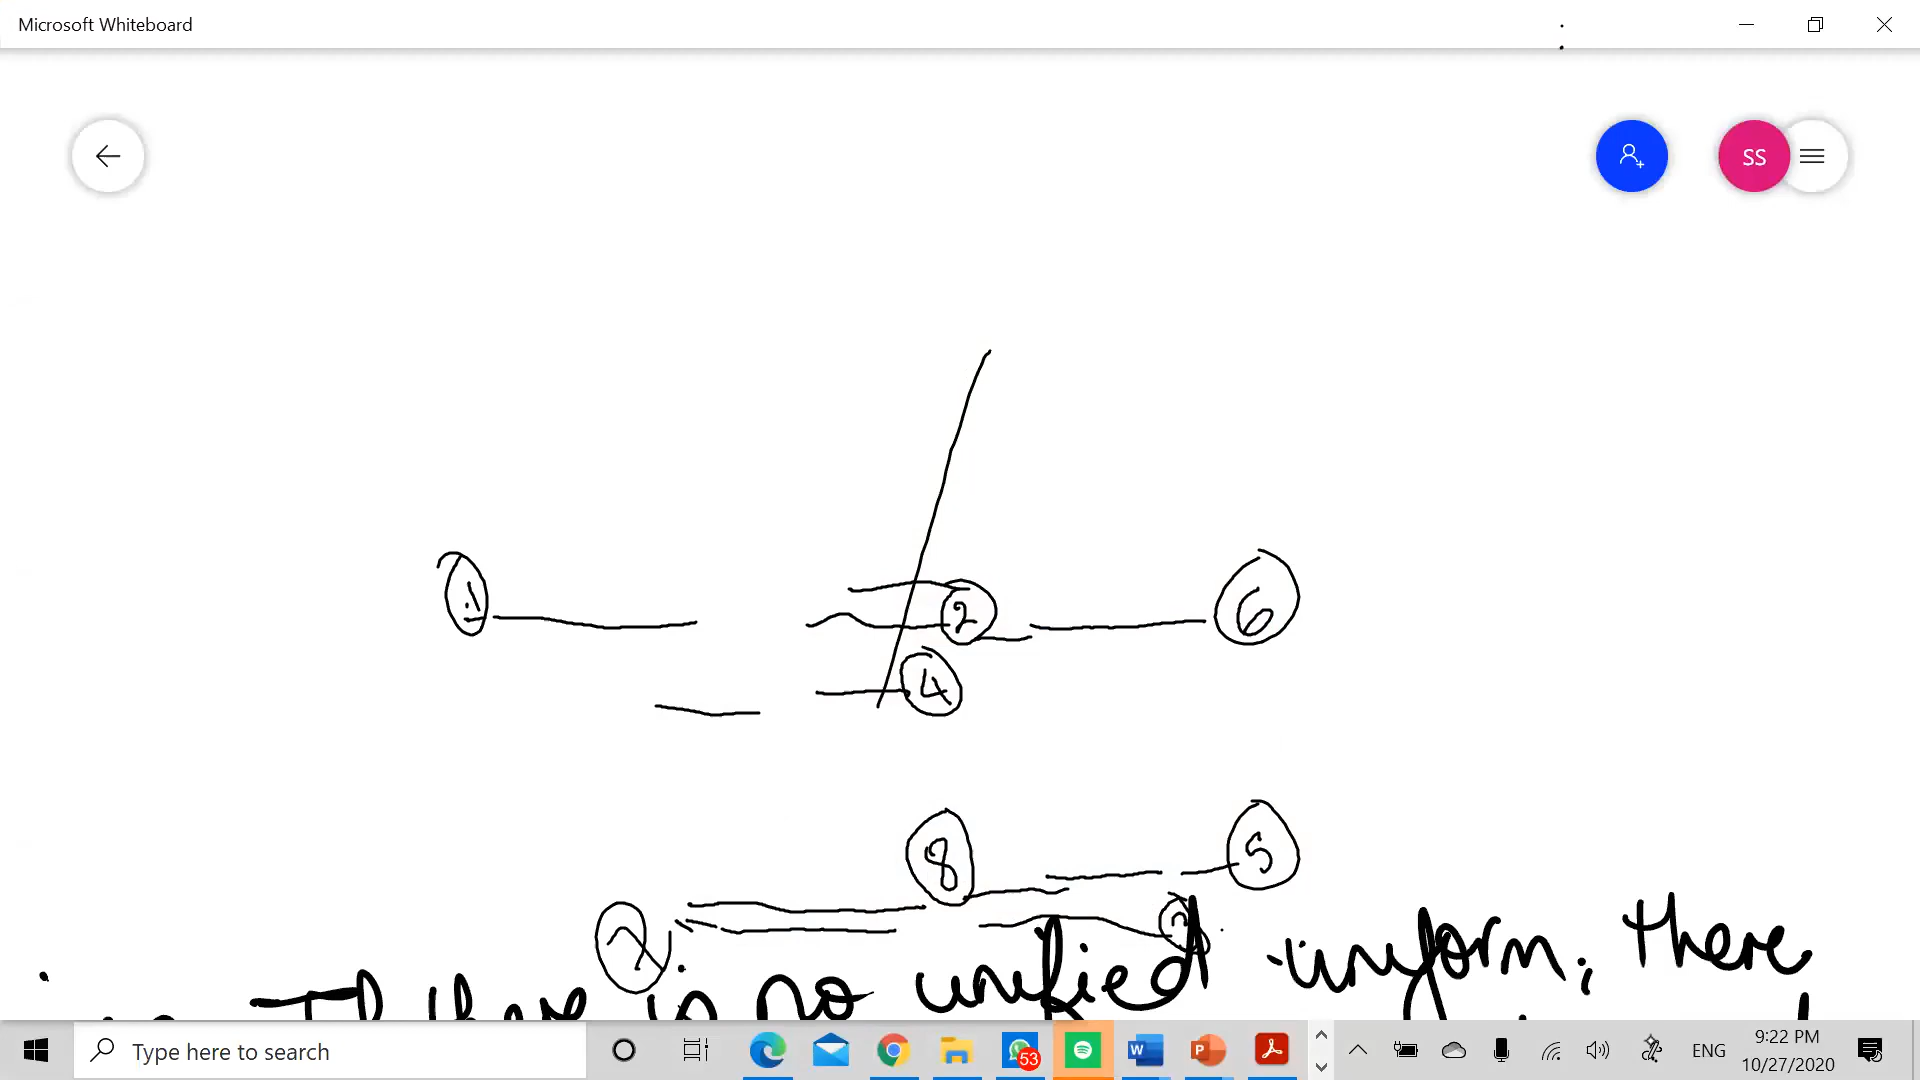 Microsoft Whiteboard
SS
1 2 6
4
8 5
2
there is no unified uniform, there
Type here to search
53
ENG
9:22 PM
10/27/2020